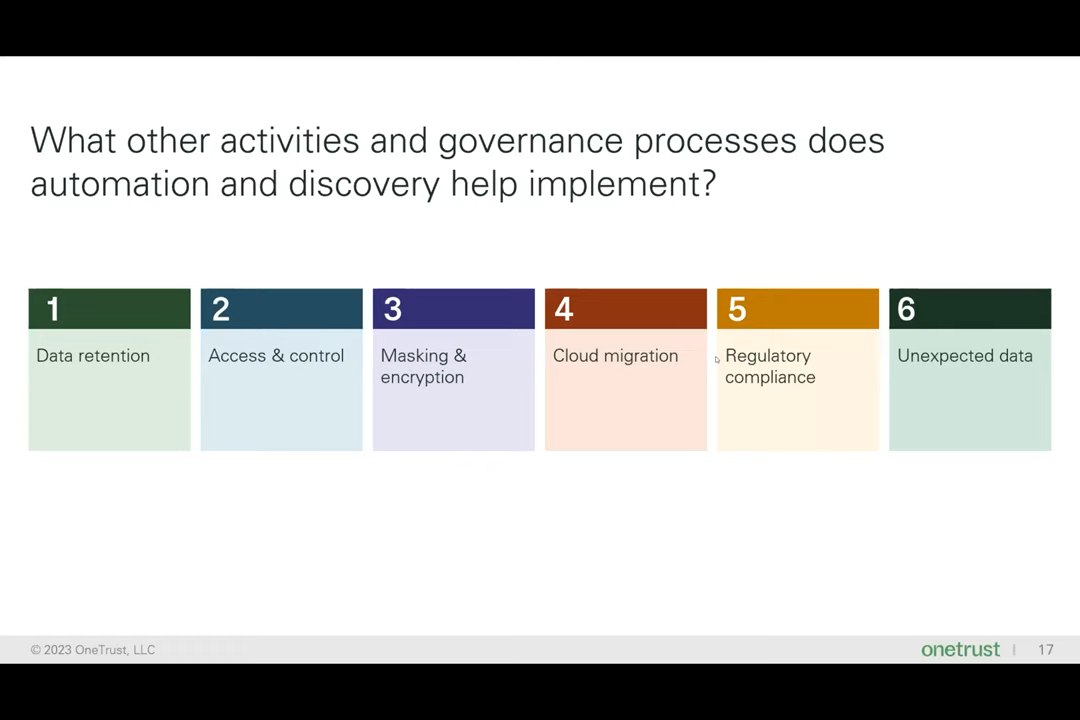 What other activities and governance processes does
automation and discovery help implement?
1
Data retention
2
Access & control
3
Masking &
encryption
4
Cloud migration
5
Regulatory
compliance
6
Unexpected data
© 2023 OneTrust, LLC
onetrust | 17